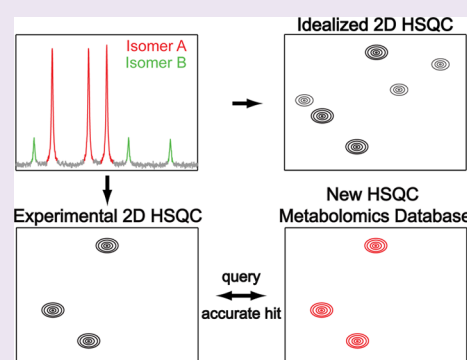 Idealized 2D HSQC
Isomer A
Isomer B
Experimental 2D HSQC
New HSQC
Metabolomics Database
query
accurate hit